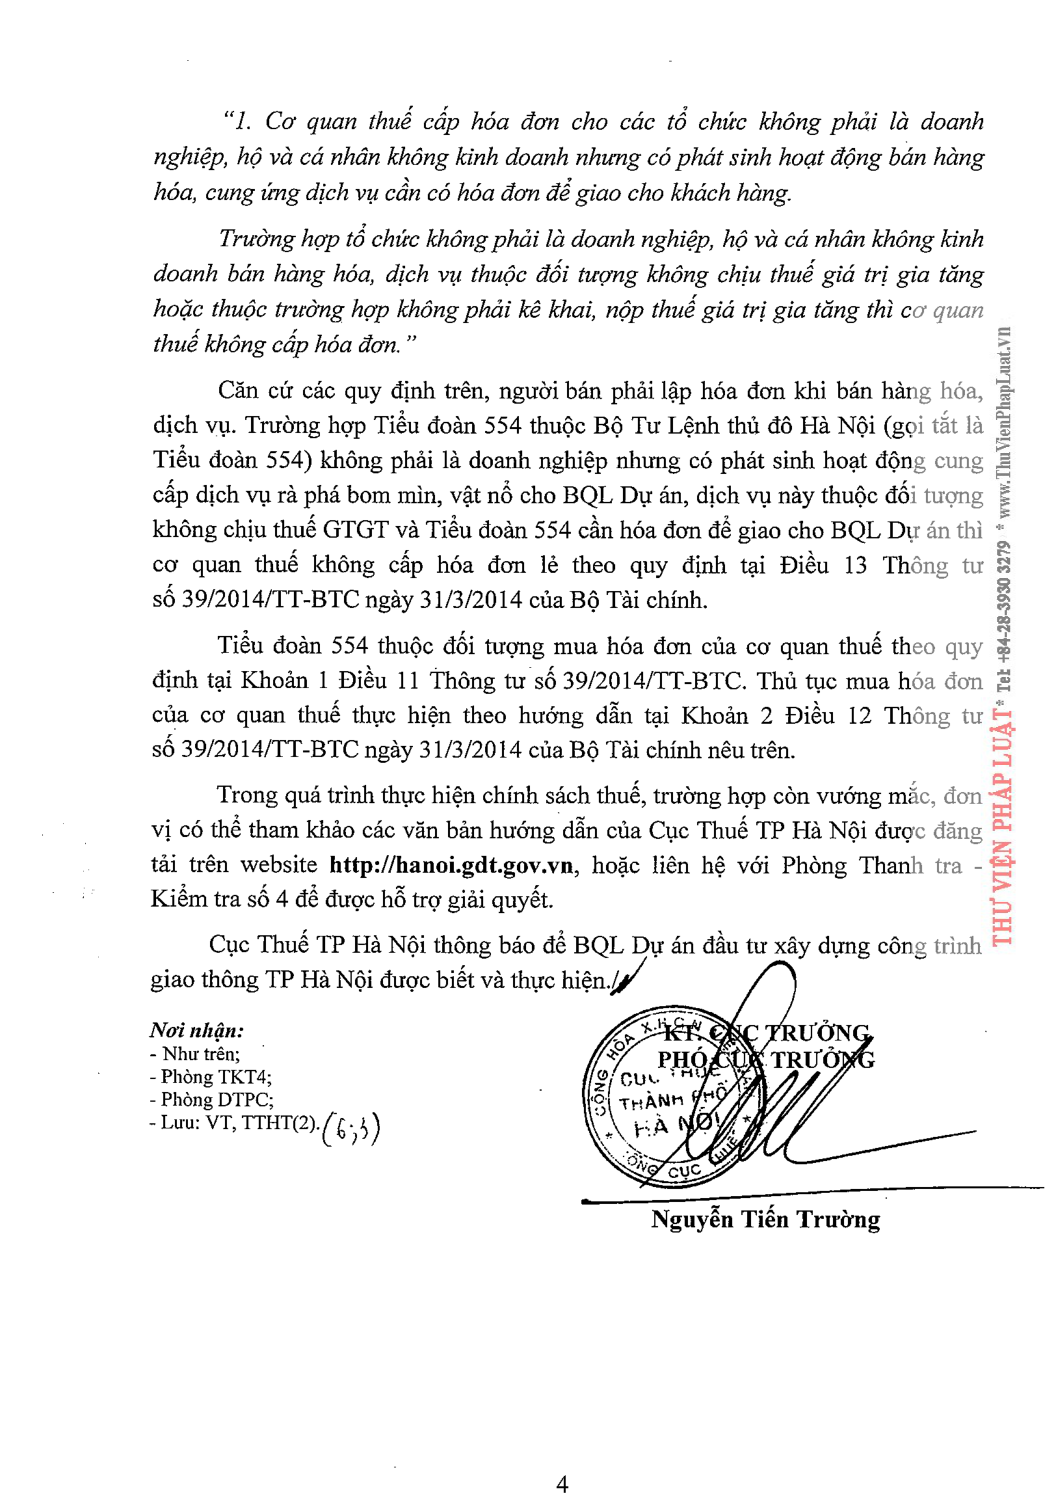 “1. Cơ quan thuế cấp hóa đơn cho các tổ chức không phải là doanh
nghiệp, hộ và cá nhân không kinh doanh nhưng có phát sinh hoạt động bán hàng
hóa, cung ứng dịch vụ cần có hóa đơn để giao cho khách hàng.
Trường hợp tổ chức không phải là doanh nghiệp, hộ và cá nhân không kinh
doanh bán hàng hóa, dịch vụ thuộc đối tượng không chịu thuế giá trị gia tăng
hoặc thuộc trường hợp không phải kê khai, nộp thuế giá trị gia tăng thì cơ quan
thuế không cấp hóa đơn.”
Căn cứ các quy định trên, người bán phải lập hóa đơn khi bán hàng hóa,
dịch vụ. Trường hợp Tiểu đoàn 554 thuộc Bộ Tư Lệnh thủ đô Hà Nội (gọi tắt là
Tiểu đoàn 554) không phải là doanh nghiệp nhưng có phát sinh hoạt động cung
cấp dịch vụ rà phá bom mìn, vật nổ cho BQL Dự án, dịch vụ này thuộc đối tượng
không chịu thuế GTGT và Tiểu đoàn 554 cần hóa đơn để giao cho BQL Dự án thì
cơ quan thuế không cấp hóa đơn lẻ theo quy định tại Điều 13 Thông tư
số 39/2014/TT-BTC ngày 31/3/2014 của Bộ Tài chính.
Tiểu đoàn 554 thuộc đối tượng mua hóa đơn của cơ quan thuế theo quy
định tại Khoản 1 Điều 11 Thông tư số 39/2014/TT-BTC. Thủ tục mua hóa đơn
của cơ quan thuế thực hiện theo hướng dẫn tại Khoản 2 Điều 12 Thông tư
số 39/2014/TT-BTC ngày 31/3/2014 của Bộ Tài chính nêu trên.
Trong quá trình thực hiện chính sách thuế, trường hợp còn vướng mắc, đơn
vị có thể tham khảo các văn bản hướng dẫn của Cục Thuế TP Hà Nội được đăng
tải trên website http://hanoi.gdt.gov.vn, hoặc liên hệ với Phòng Thanh tra -
Kiểm tra số 4 để được hỗ trợ giải quyết.
Cục Thuế TP Hà Nội thông báo để BQL Dự án đầu tư xây dựng công trình
giao thông TP Hà Nội được biết và thực hiện./.
Nơi nhận:
- Như trên;
- Phòng TKT4;
- Phòng DTPC;
- Lưu: VT, TTHT(2). (6;3)
KT. CỤC TRƯỞNG
PHÓ CỤC TRƯỞNG
CỤC THUẾ
THÀNH PHỐ
HÀ NỘI
Nguyễn Tiến Trường
THƯ VIỆN PHÁP LUẬT * Tel: +84-28-3930 3279 * www.ThuVienPhapLuat.vn
4